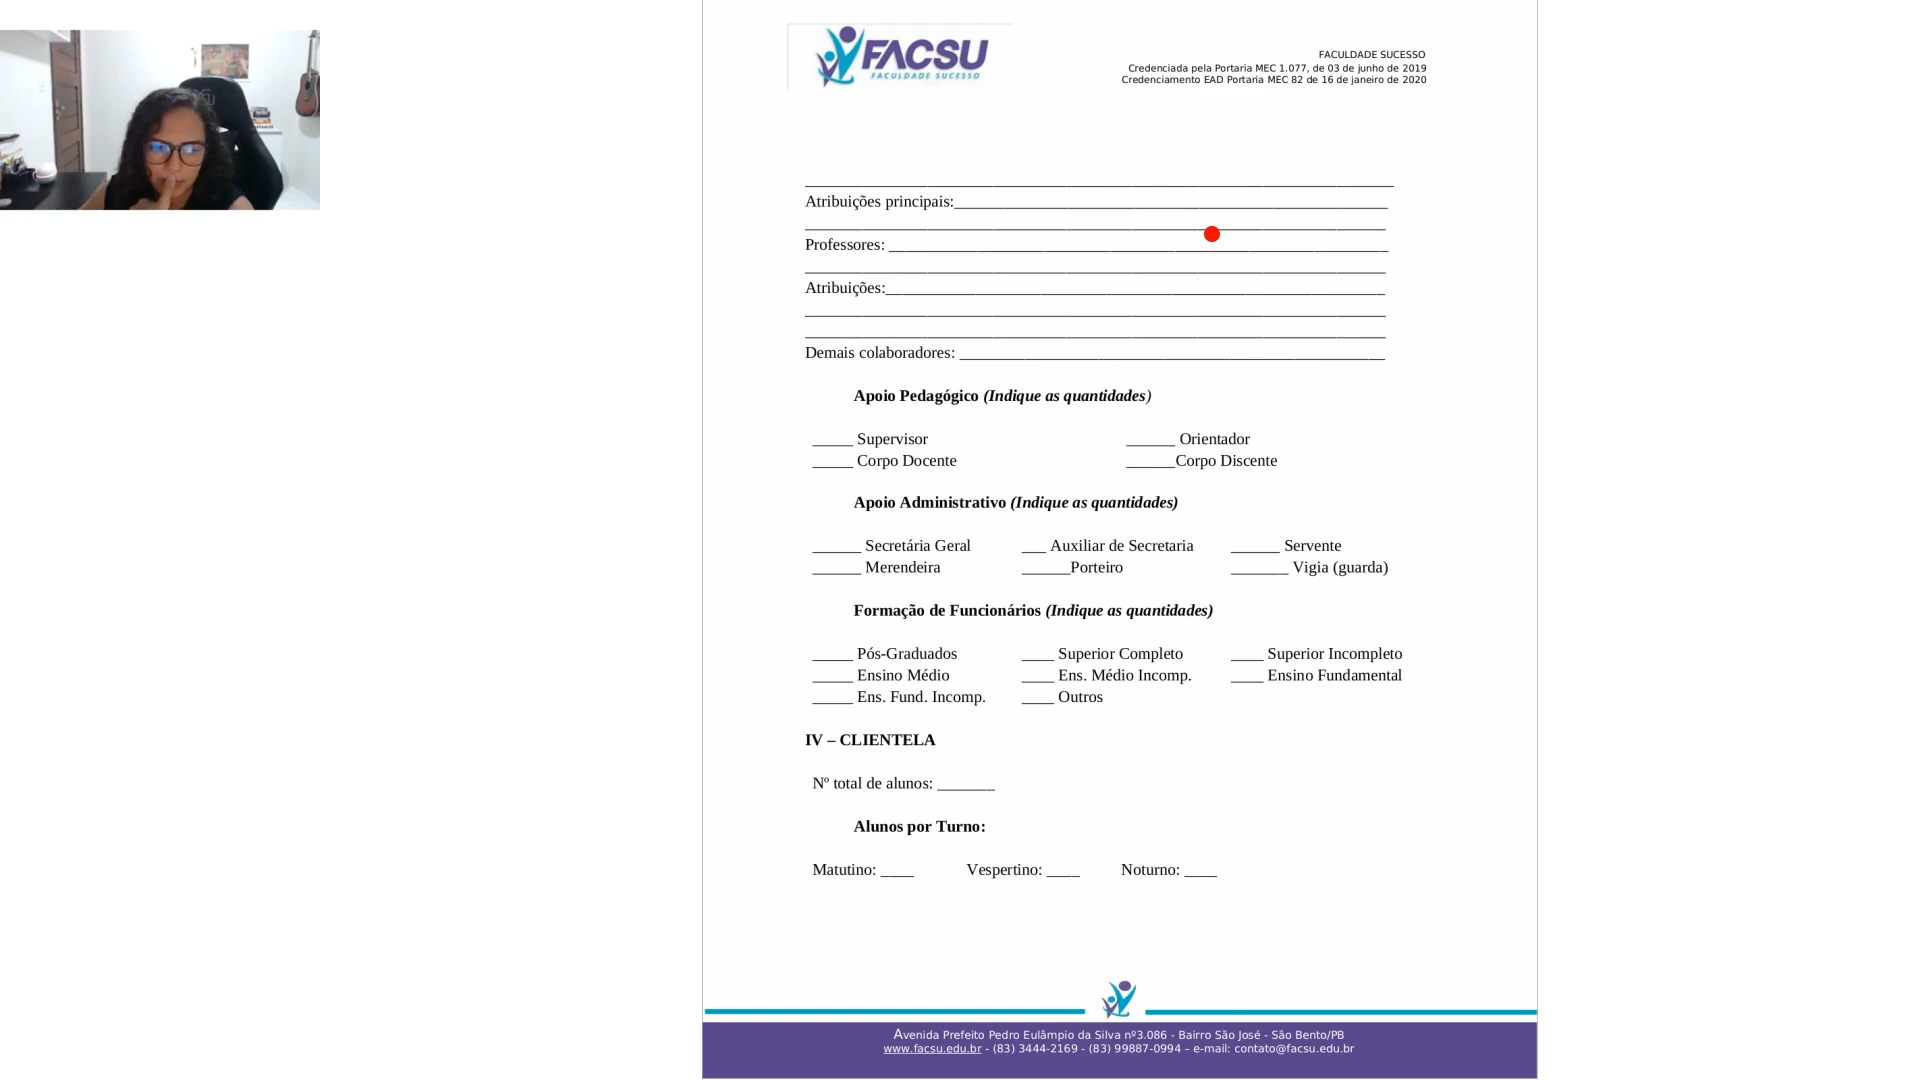 FACSU
FACULDADE SUCESSO
FACULDADE SUCESSO
Credenciada pela Portaria MEC 1.077, de 03 de junho de 2019
Credenciamento EAD Portaria MEC 82 de 16 de janeiro de 2020
Atribuições principais:
Professores:
Atribuições:
Demais colaboradores:
Apoio Pedagógico (Indique as quantidades)
_____ Supervisor ______ Orientador
_____ Corpo Docente ______Corpo Discente
Apoio Administrativo (Indique as quantidades)
______ Secretária Geral ___ Auxiliar de Secretaria ______ Servente
______ Merendeira ______Porteiro _______ Vigia (guarda)
Formação de Funcionários (Indique as quantidades)
_____ Pós-Graduados ____ Superior Completo ____ Superior Incompleto
_____ Ensino Médio ____ Ens. Médio Incomp. ____ Ensino Fundamental
_____ Ens. Fund. Incomp. ____ Outros
IV – CLIENTELA
Nº total de alunos: _______
Alunos por Turno:
Matutino: ____ Vespertino: ____ Noturno: ____
Avenida Prefeito Pedro Eulâmpio da Silva nº3.086 - Bairro São José - São Bento/PB
www.facsu.edu.br - (83) 3444-2169 - (83) 99887-0994 – e-mail: contato@facsu.edu.br